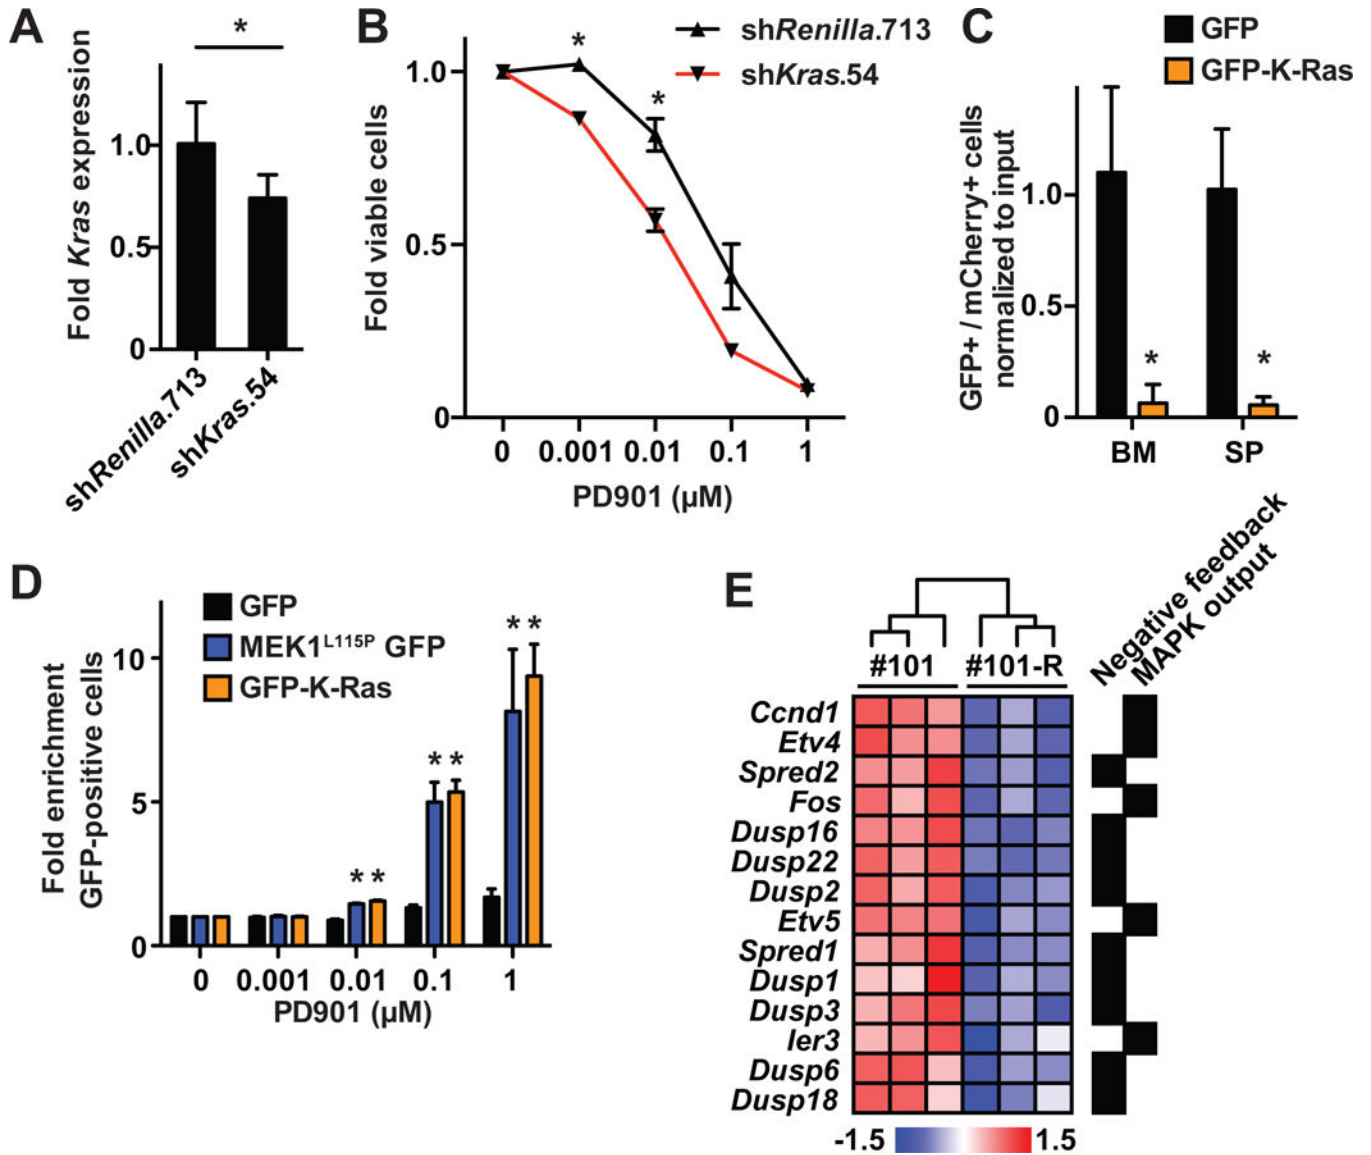 A
*
Fold Kras expression
1.0
0.5
0
shRenilla.713
shKras.54
B
shRenilla.713
shKras.54
*
*
Fold viable cells
1.0
0.5
0
0 0.001 0.01 0.1 1
PD901 (µM)
C
GFP
GFP-K-Ras
GFP+ / mCherry+ cells
normalized to input
1.0
0.5
0
*
*
BM SP
D
GFP
MEK1L115P GFP
GFP-K-Ras
Fold enrichment
GFP-positive cells
10
5
0
* *
* *
* *
0 0.001 0.01 0.1 1
PD901 (µM)
E
#101 #101-R
Negative feedback
MAPK output
Ccnd1
Etv4
Spred2
Fos
Dusp16
Dusp22
Dusp2
Etv5
Spred1
Dusp1
Dusp3
Ier3
Dusp6
Dusp18
-1.5 1.5